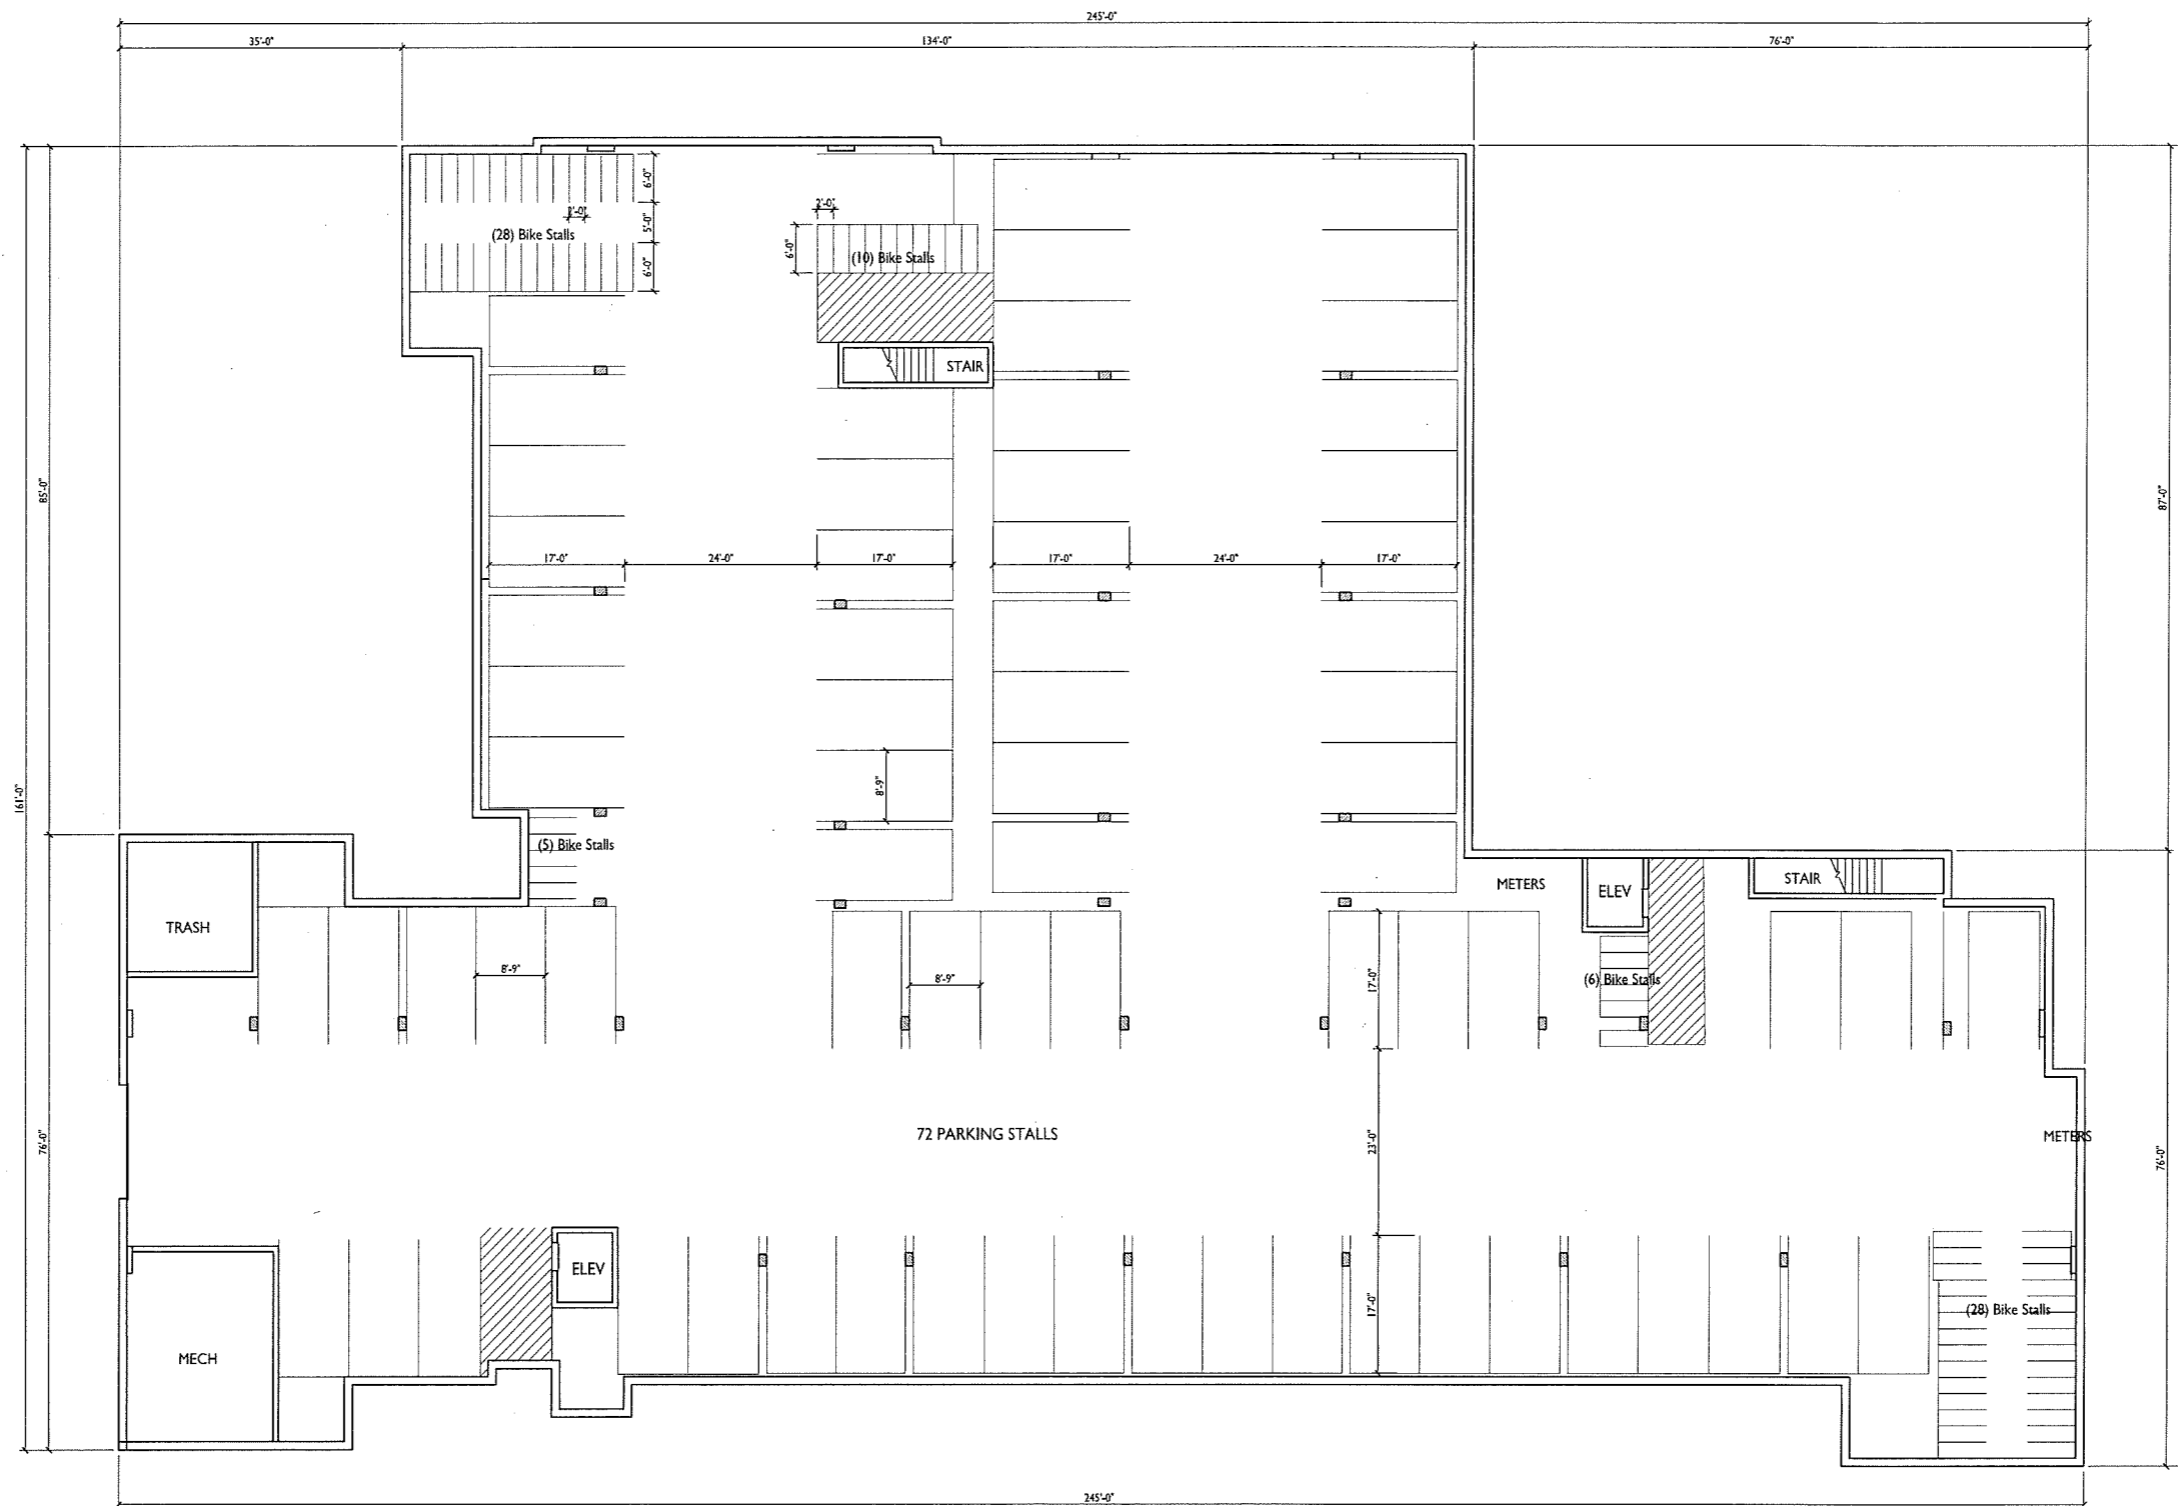 245'-0"
35'-0"
134'-0"
76'-0"
6'-0"
2'-0"
5'-0"
(28) Bike Stalls
6'-0"
2'-0"
6'-0"
(10) Bike Stalls
STAIR
85'-0"
87'-0"
17'-0"
24'-0"
17'-0"
17'-0"
24'-0"
17'-0"
161'-0"
8'-9"
(5) Bike Stalls
METERS
ELEV
STAIR
TRASH
8'-9"
8'-9"
17'-0"
(6) Bike Stalls
72 PARKING STALLS
23'-0"
METERS
76'-0"
76'-0"
ELEV
17'-0"
(28) Bike Stalls
MECH
245'-0"